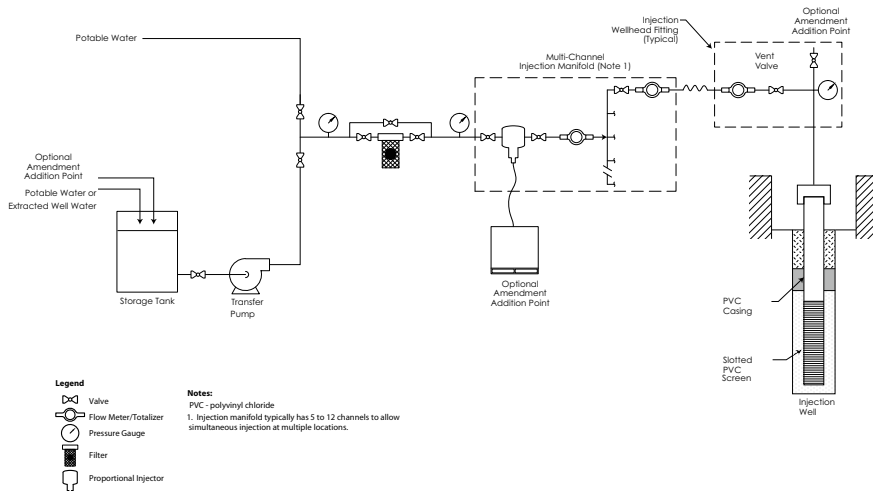 Potable Water
Optional
Amendment
Addition Point
Potable Water or
Extracted Well Water
Storage Tank
Transfer
Pump
Multi-Channel
Injection Manifold (Note 1)
Optional
Amendment
Addition Point
Injection
Wellhead Fitting
(Typical)
Optional
Amendment
Addition Point
Vent
Valve
PVC
Casing
Slotted
PVC
Screen
Injection
Well
Legend
Valve
Flow Meter/Totalizer
Pressure Gauge
Filter
Proportional Injector
Notes:
PVC - polyvinyl chloride
1. Injection manifold typically has 5 to 12 channels to allow
simultaneous injection at multiple locations.